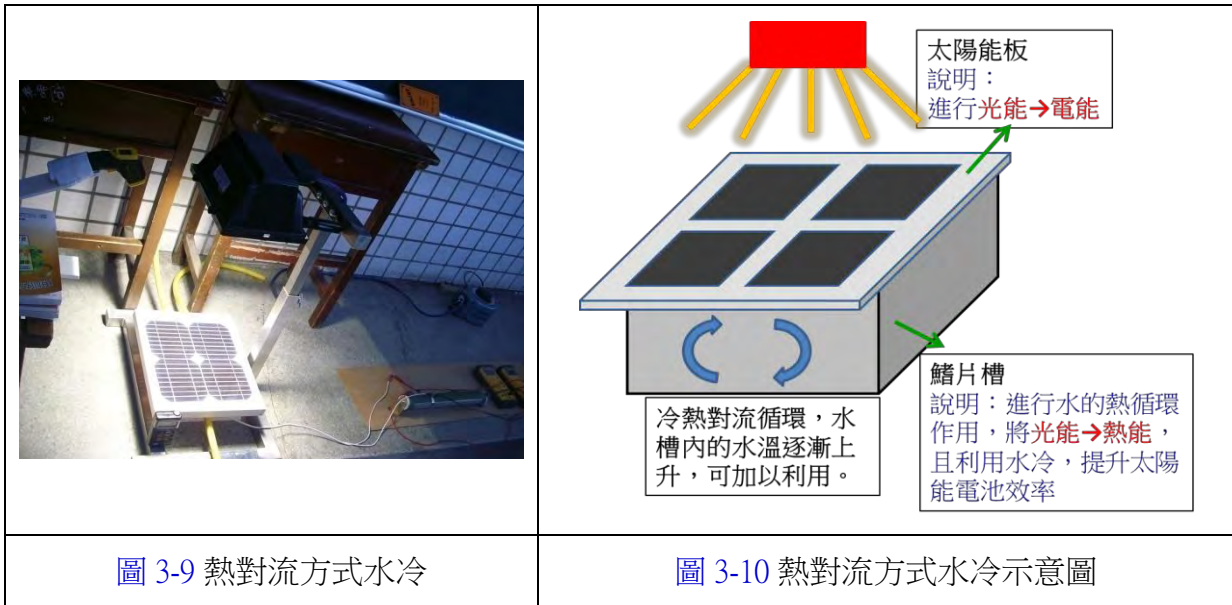 太陽能板
說明：
進行光能→電能
鰭片槽
說明：進行水的熱循環
作用，將光能→熱能，
且利用水冷，提升太陽
能電池效率
冷熱對流循環，水
槽內的水溫逐漸上
升，可加以利用。
圖 3-9 熱對流方式水冷
圖 3-10 熱對流方式水冷示意圖